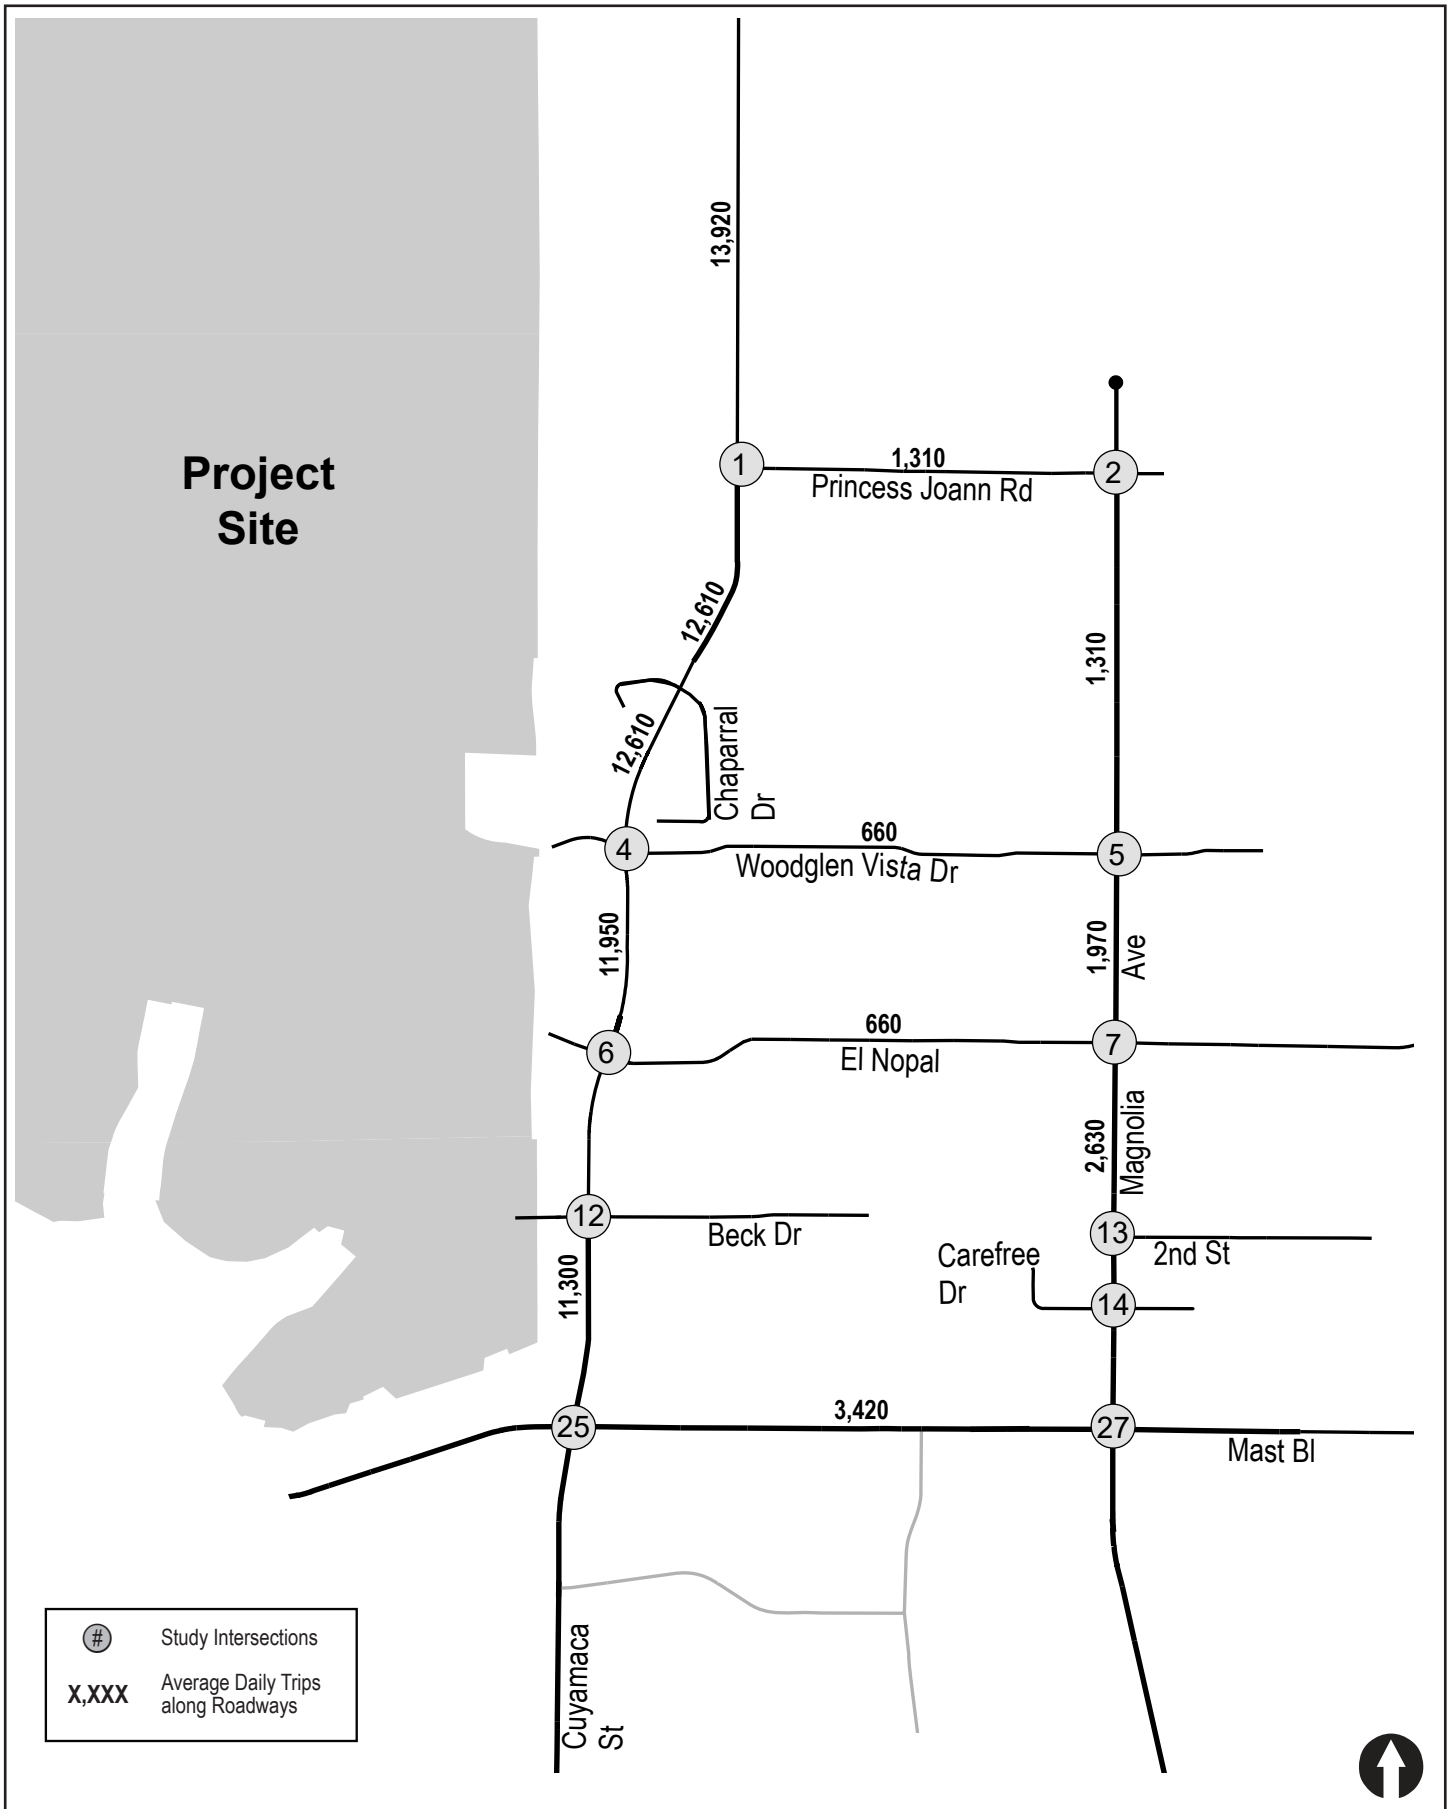 13,920
1
1,310
2
Princess Joann Rd
Project
Site
12,610
1,310
12,610
Chaparral
Dr
4
660
5
Woodglen Vista Dr
11,950
1,970
Ave
6
660
7
El Nopal
2,630
Magnolia
12
Beck Dr
13
2nd St
Carefree
Dr
14
11,300
25
3,420
27
Mast Bl
Cuyamaca
St
# Study Intersections
X,XXX Average Daily Trips
along Roadways